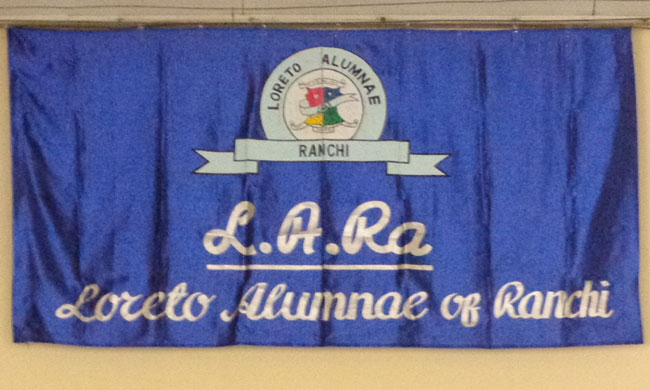 LORETO ALUMNAE
RANCHI
L.A.Ra
Loreto Alumnae of Ranchi